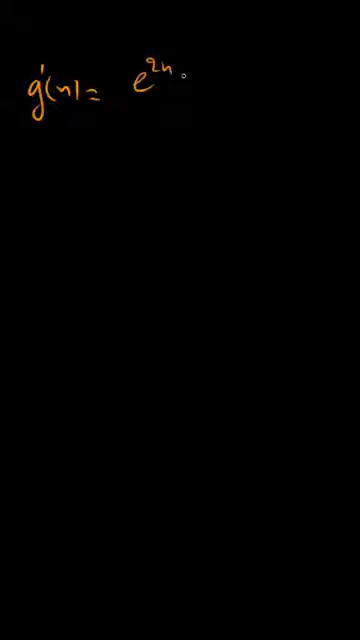 g'(x) = e^{2x}.